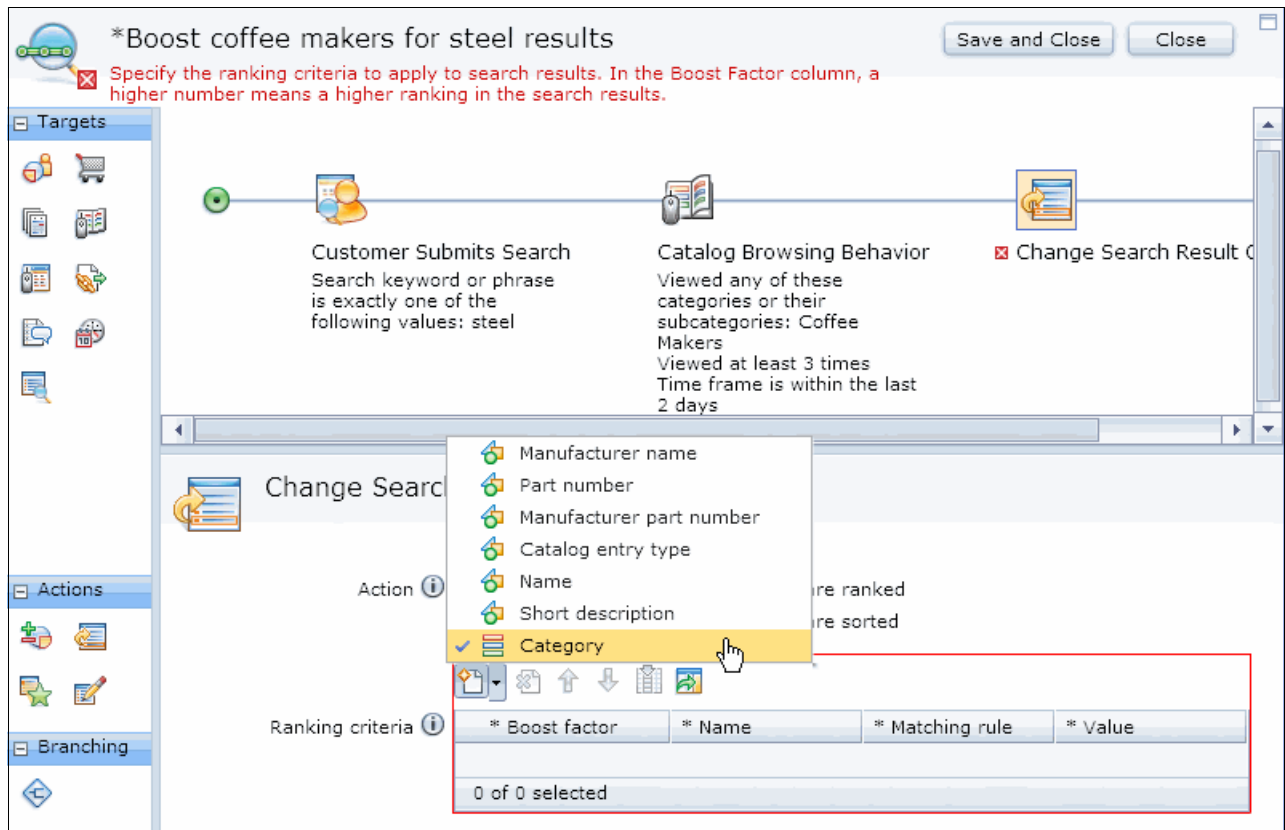 *Boost coffee makers for steel results
Save and Close
Close
Specify the ranking criteria to apply to search results. In the Boost Factor column, a
higher number means a higher ranking in the search results.
Targets
Customer Submits Search
Search keyword or phrase
is exactly one of the
following values: steel
Catalog Browsing Behavior
Viewed any of these
categories or their
subcategories: Coffee
Makers
Viewed at least 3 times
Time frame is within the last
2 days
Change Search Result
Change Searc
Manufacturer name
Part number
Manufacturer part number
Catalog entry type
Name
Short description
Category
Actions
Action
are ranked
are sorted
Ranking criteria
* Boost factor
* Name
* Matching rule
* Value
0 of 0 selected
Branching